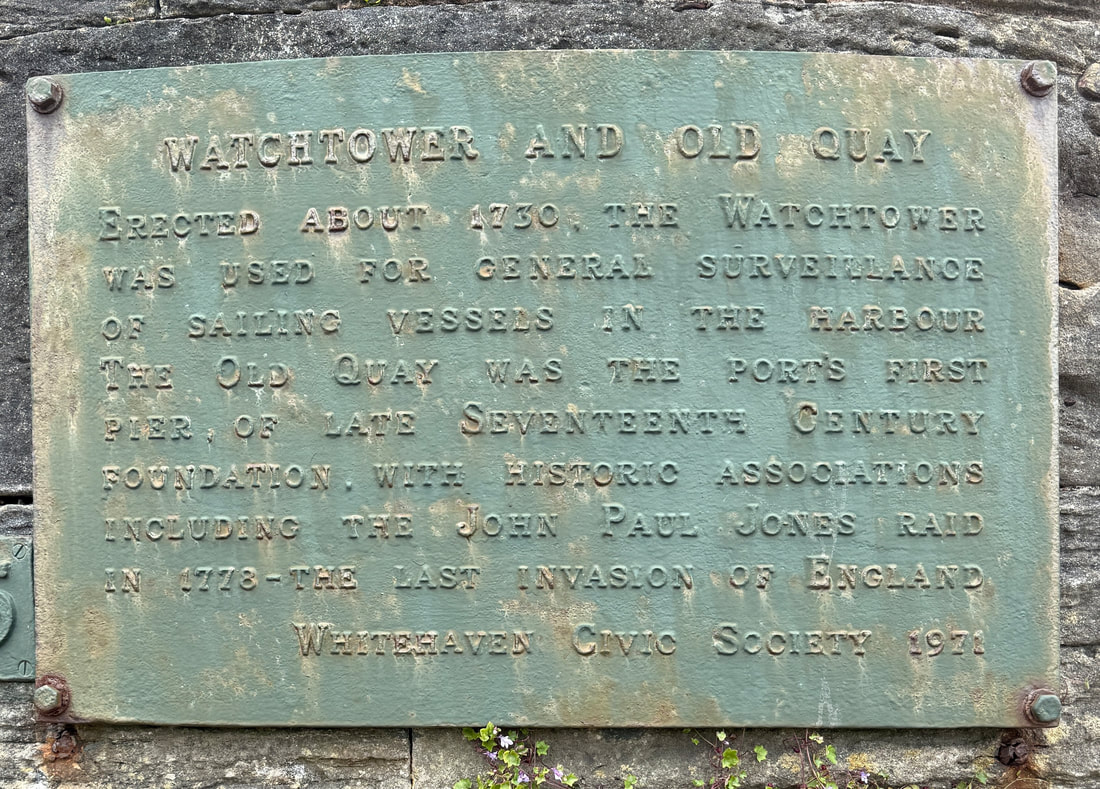 WATCHTOWER AND OLD QUAY
ERECTED ABOUT 1730, THE WATCHTOWER
WAS USED FOR GENERAL SURVEILLANCE
OF SAILING VESSELS IN THE HARBOUR
THE OLD QUAY WAS THE PORT'S FIRST
PIER, OF LATE SEVENTEENTH CENTURY
FOUNDATION, WITH HISTORIC ASSOCIATIONS
INCLUDING THE JOHN PAUL JONES RAID
IN 1778-THE LAST INVASION OF ENGLAND
WHITEHAVEN CIVIC SOCIETY 1971